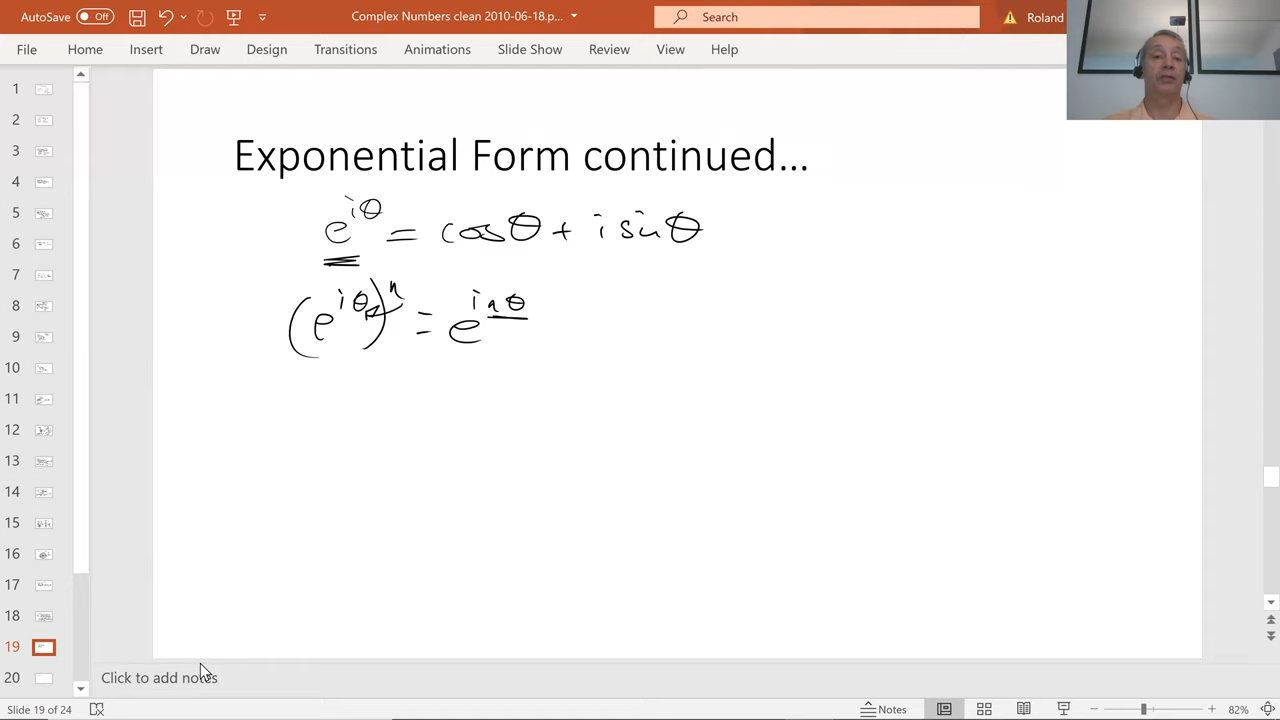 AutoSave Off Complex Numbers clean 2010-06-18.p... Search Roland
File Home Insert Draw Design Transitions Animations Slide Show Review View Help
1
2
3
4
5
6
7
8
9
10
11
12
13
14
15
16
17
18
19
20
Exponential Form continued...
e^{iθ} = cosθ + i sinθ
(e^{iθ})^n = e^{inθ}
Click to add notes
Slide 19 of 24 Notes 82%